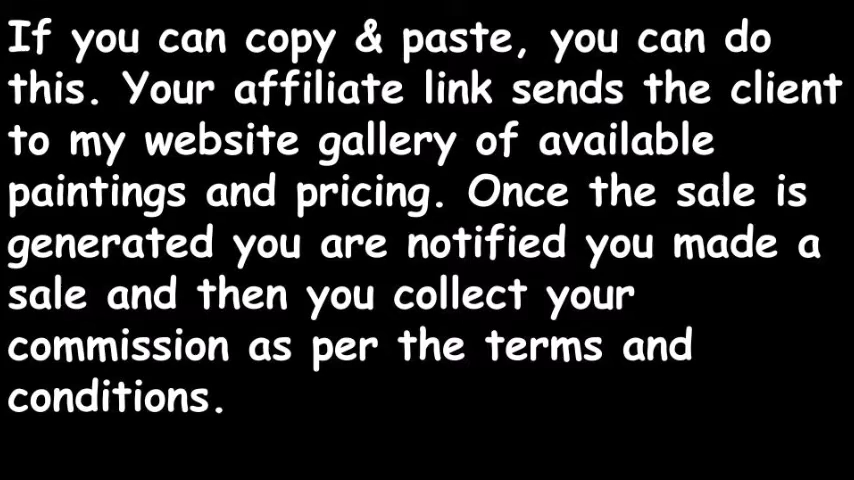 If you can copy & paste, you can do
this. Your affiliate link sends the client
to my website gallery of available
paintings and pricing. Once the sale is
generated you are notified you made a
sale and then you collect your
commission as per the terms and
conditions.